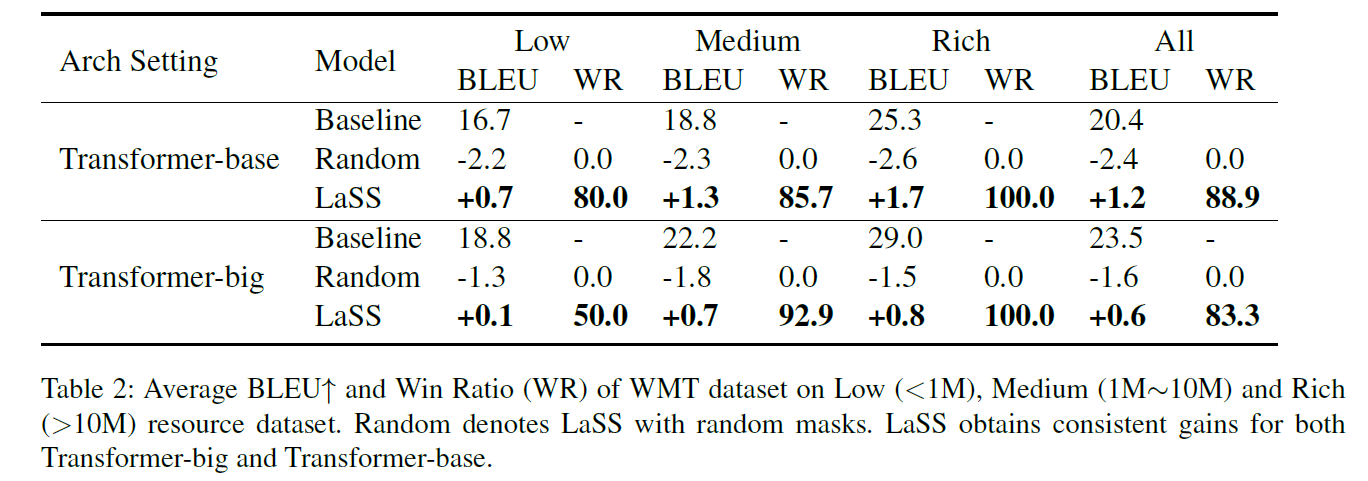 Arch Setting Model Low Medium Rich All
BLEU WR BLEU WR BLEU WR BLEU WR
Baseline 16.7 - 18.8 - 25.3 - 20.4
Transformer-base Random -2.2 0.0 -2.3 0.0 -2.6 0.0 -2.4 0.0
LaSS +0.7 80.0 +1.3 85.7 +1.7 100.0 +1.2 88.9
Baseline 18.8 - 22.2 - 29.0 - 23.5 -
Transformer-big Random -1.3 0.0 -1.8 0.0 -1.5 0.0 -1.6 0.0
LaSS +0.1 50.0 +0.7 92.9 +0.8 100.0 +0.6 83.3
Table 2: Average BLEU↑ and Win Ratio (WR) of WMT dataset on Low (<1M), Medium (1M∼10M) and Rich
(>10M) resource dataset. Random denotes LaSS with random masks. LaSS obtains consistent gains for both
Transformer-big and Transformer-base.